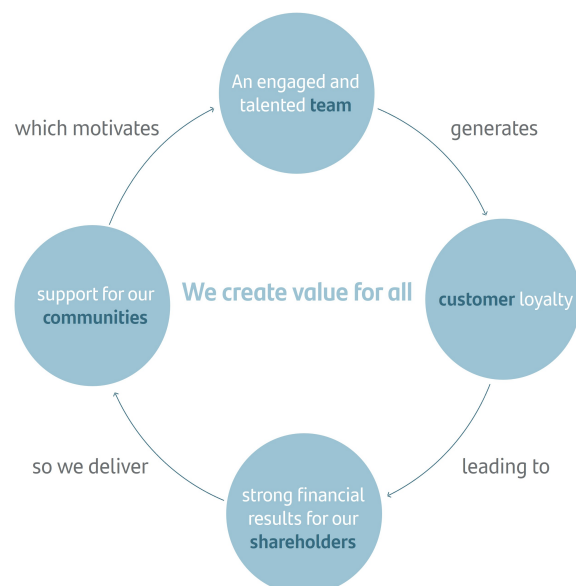 An engaged and
talented team
generates
customer loyalty
leading to
strong financial
results for our
shareholders
so we deliver
support for our
communities
which motivates
We create value for all